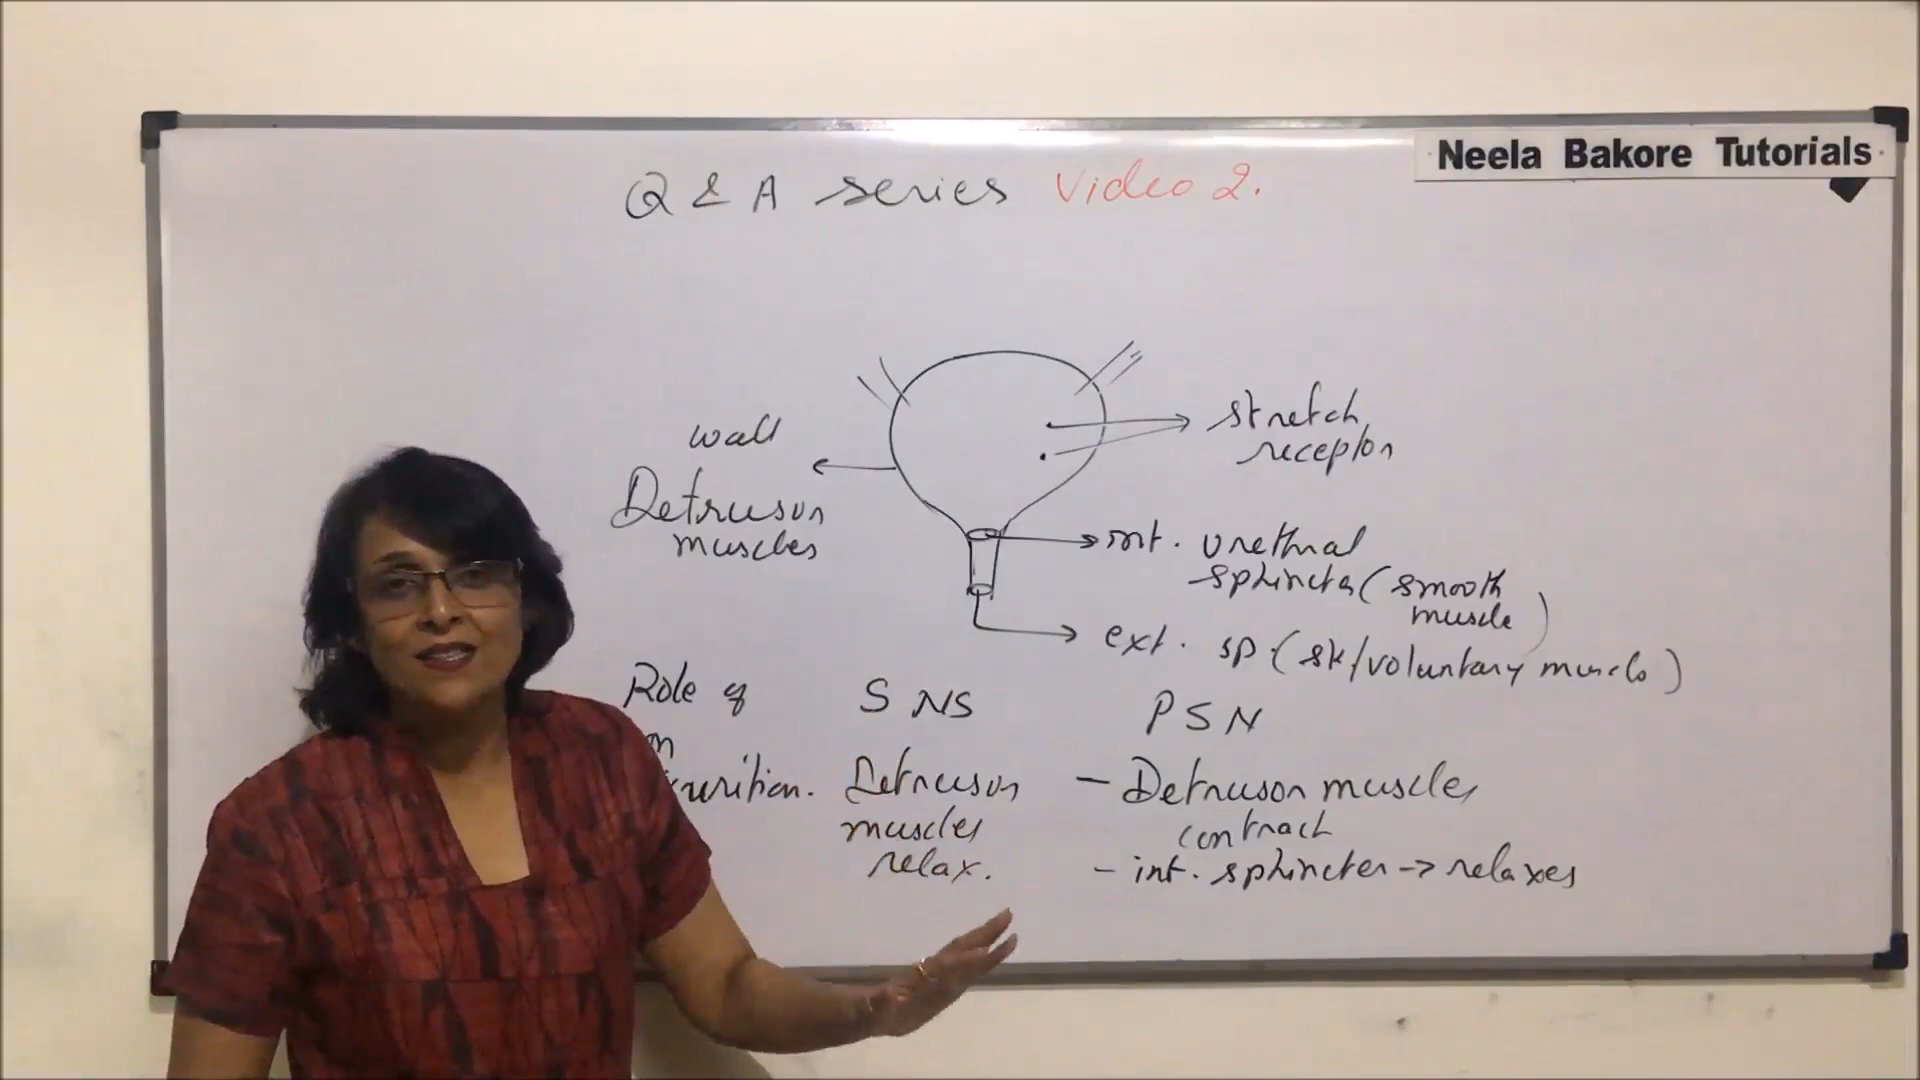 Neela Bakore Tutorials
Q & A series Video 2.
wall
Detrusor
muscles
stretch
receptor
int. urethral
sphincter (smooth
muscle)
ext. sp. (sk/voluntary muscle)
Role of
on
SNS
Detrusor
muscles
relax.
PSN
- Detrusor muscles
contract
- int. sphincter -> relaxes